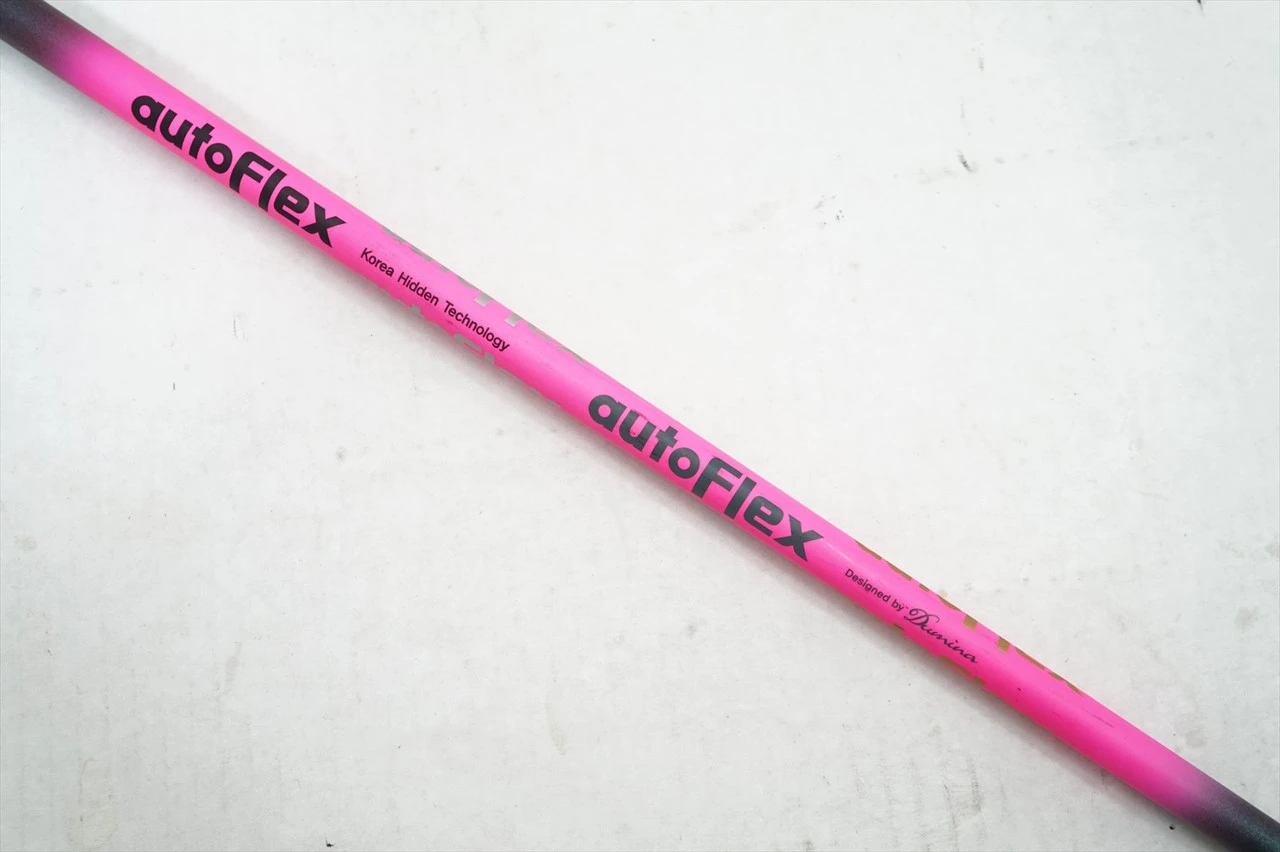 autoFlex
Korea Hidden Technology
autoFlex
Designed by Dumina